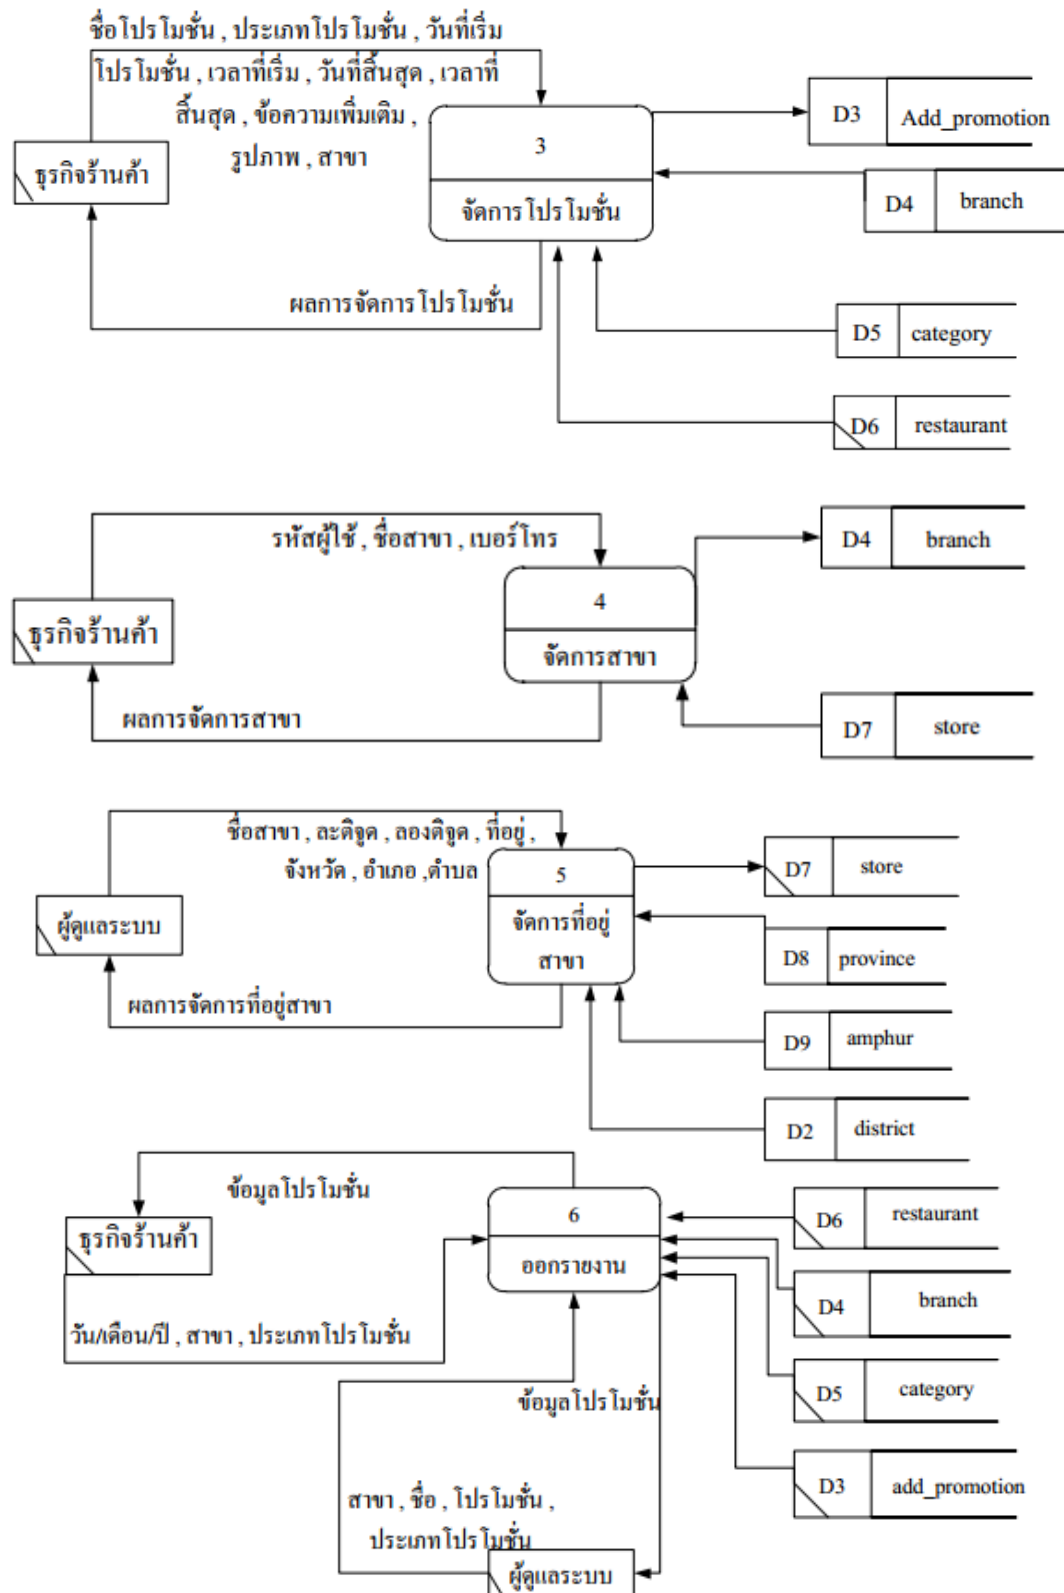 ชื่อโปรโมชั่น , ประเภทโปรโมชั่น , วันที่เริ่ม
โปรโมชั่น , เวลาที่เริ่ม , วันที่สิ้นสุด , เวลาที่
สิ้นสุด , ข้อความเพิ่มเติม ,
รูปภาพ , สาขา
ธุรกิจร้านค้า
3
จัดการโปรโมชั่น
ผลการจัดการโปรโมชั่น
D3 Add_promotion
D4 branch
D5 category
D6 restaurant
รหัสผู้ใช้ , ชื่อสาขา , เบอร์โทร
ธุรกิจร้านค้า
4
จัดการสาขา
ผลการจัดการสาขา
D4 branch
D7 store
ชื่อสาขา , ละติจูด , ลองติจูด , ที่อยู่ ,
จังหวัด , อำเภอ ,ตำบล
ผู้ดูแลระบบ
5
จัดการที่อยู่
สาขา
ผลการจัดการที่อยู่สาขา
D7 store
D8 province
D9 amphur
D2 district
ข้อมูลโปรโมชั่น
ธุรกิจร้านค้า
6
ออกรายงาน
วัน/เดือน/ปี , สาขา , ประเภทโปรโมชั่น
ข้อมูลโปรโมชั่น
สาขา , ชื่อ , โปรโมชั่น ,
ประเภทโปรโมชั่น
ผู้ดูแลระบบ
D6 restaurant
D4 branch
D5 category
D3 add_promotion